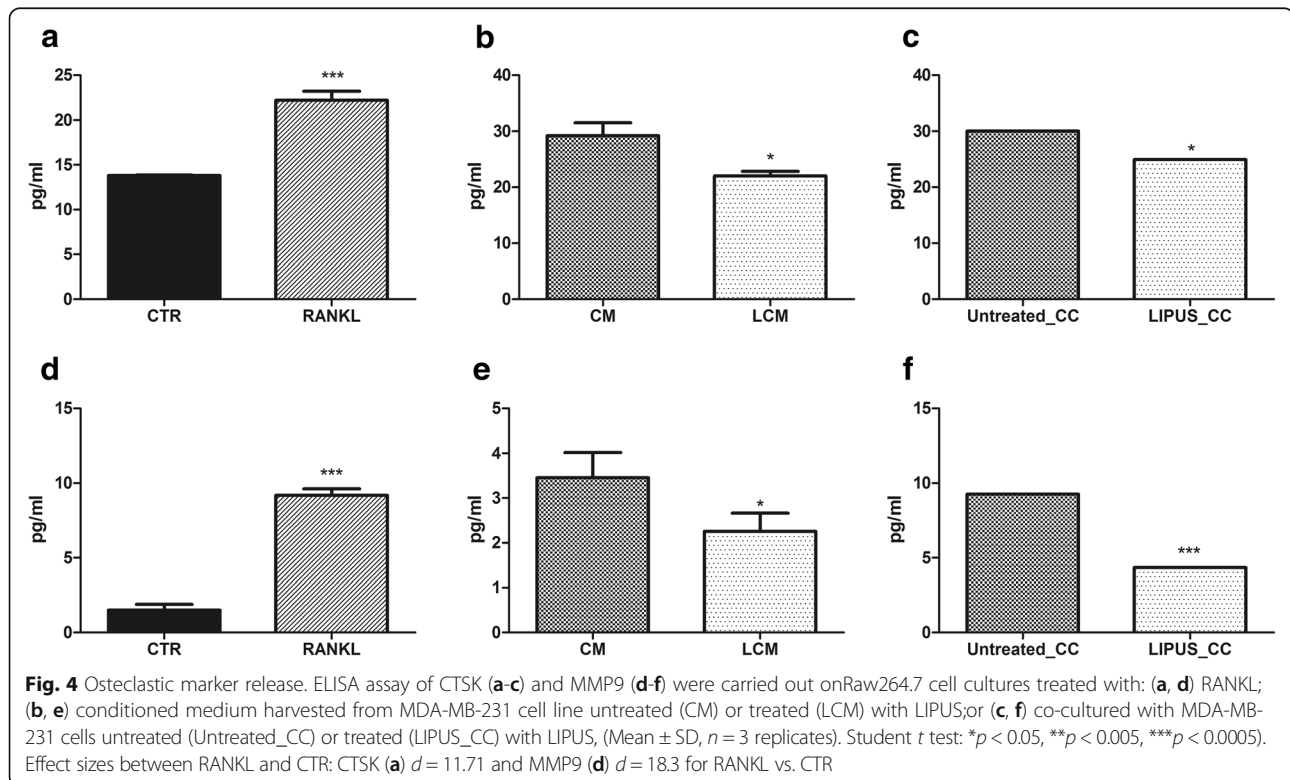 a
b
c
25
20
15
10
5
0
pg/ml
***
CTR
RANKL
40
30
20
10
0
pg/ml
*
CM
LCM
40
30
20
10
0
pg/ml
*
Untreated_CC
LIPUS_CC
d
e
f
15
10
5
0
pg/ml
***
CTR
RANKL
5
4
3
2
1
0
pg/ml
*
CM
LCM
15
10
5
0
pg/ml
***
Untreated_CC
LIPUS_CC
Fig. 4 Osteclastic marker release. ELISA assay of CTSK (a-c) and MMP9 (d-f) were carried out onRaw264.7 cell cultures treated with: (a, d) RANKL;
(b, e) conditioned medium harvested from MDA-MB-231 cell line untreated (CM) or treated (LCM) with LIPUS;or (c, f) co-cultured with MDA-MB-
231 cells untreated (Untreated_CC) or treated (LIPUS_CC) with LIPUS, (Mean ± SD, n = 3 replicates). Student t test: *p < 0.05, **p < 0.005, ***p < 0.0005).
Effect sizes between RANKL and CTR: CTSK (a) d = 11.71 and MMP9 (d) d = 18.3 for RANKL vs. CTR